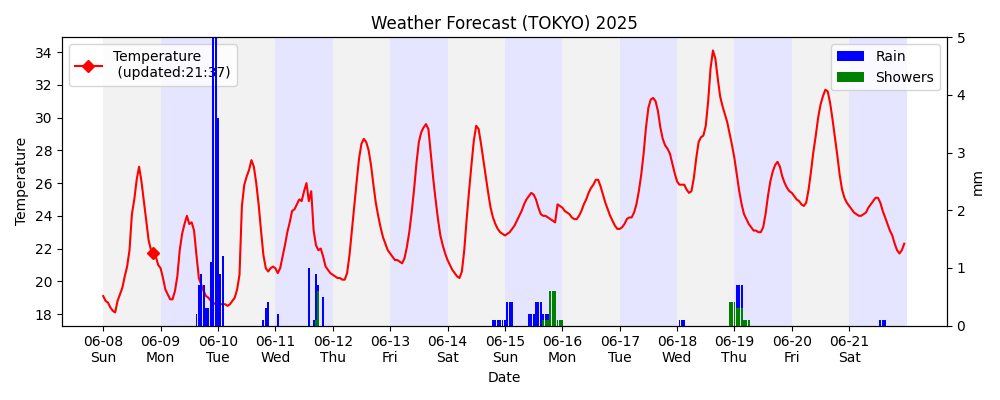 Weather Forecast (TOKYO) 2025
Temperature
(updated:21:37)
Rain
Showers
Temperature
34
32
30
28
26
24
22
20
18
5
4
3
2
1
0
mm
06-08 06-09 06-10 06-11 06-12 06-13 06-14 06-15 06-16 06-17 06-18 06-19 06-20 06-21
Sun Mon Tue Wed Thu Fri Sat Sun Mon Tue Wed Thu Fri Sat
Date